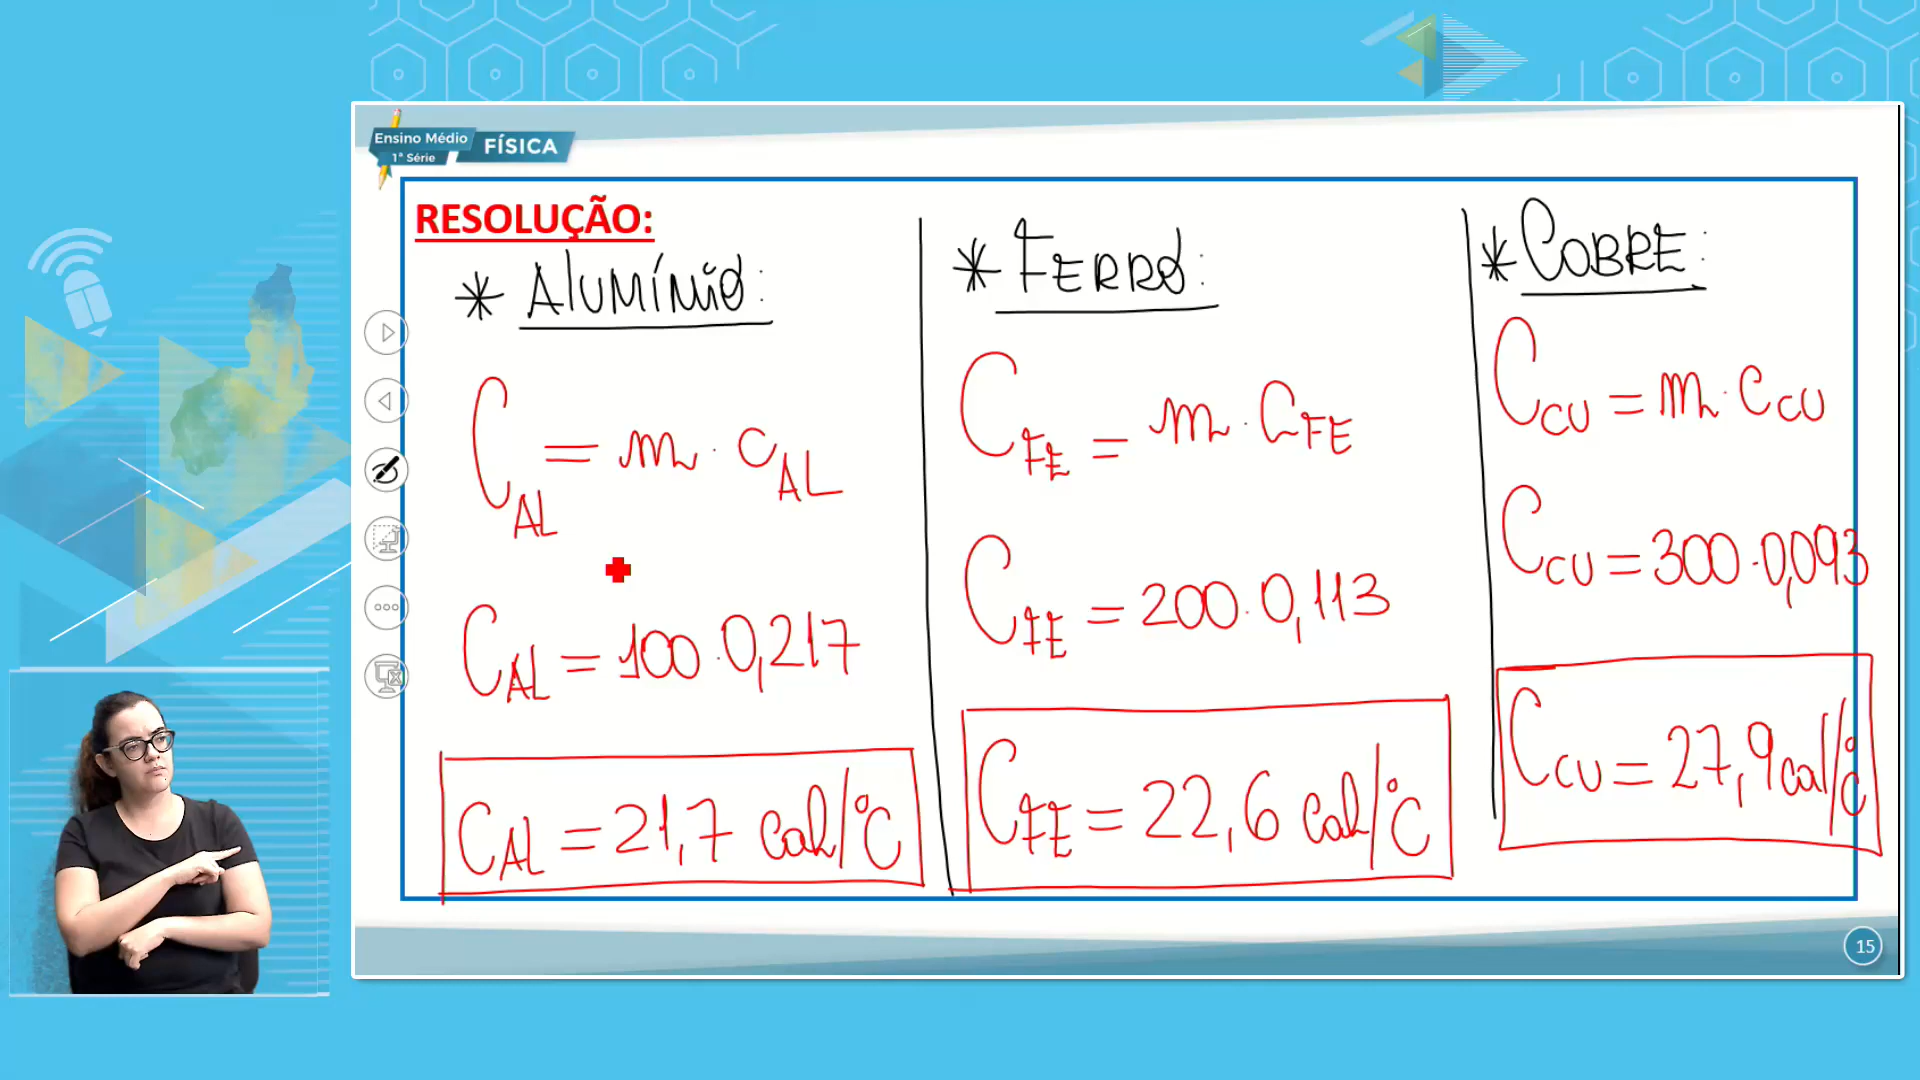 Ensino Médio
1ª Série
FÍSICA
RESOLUÇÃO:
* ALUMÍNIO:
C AL = m · c AL
C AL = 100 · 0,217
C AL = 21,7 cal/°C
* FERRO:
C FE = m · C FE
C FE = 200 · 0,113
C FE = 22,6 cal/°C
* COBRE:
C CU = m · C CU
C CU = 300 · 0,093
C CU = 27,9 cal/°C
15